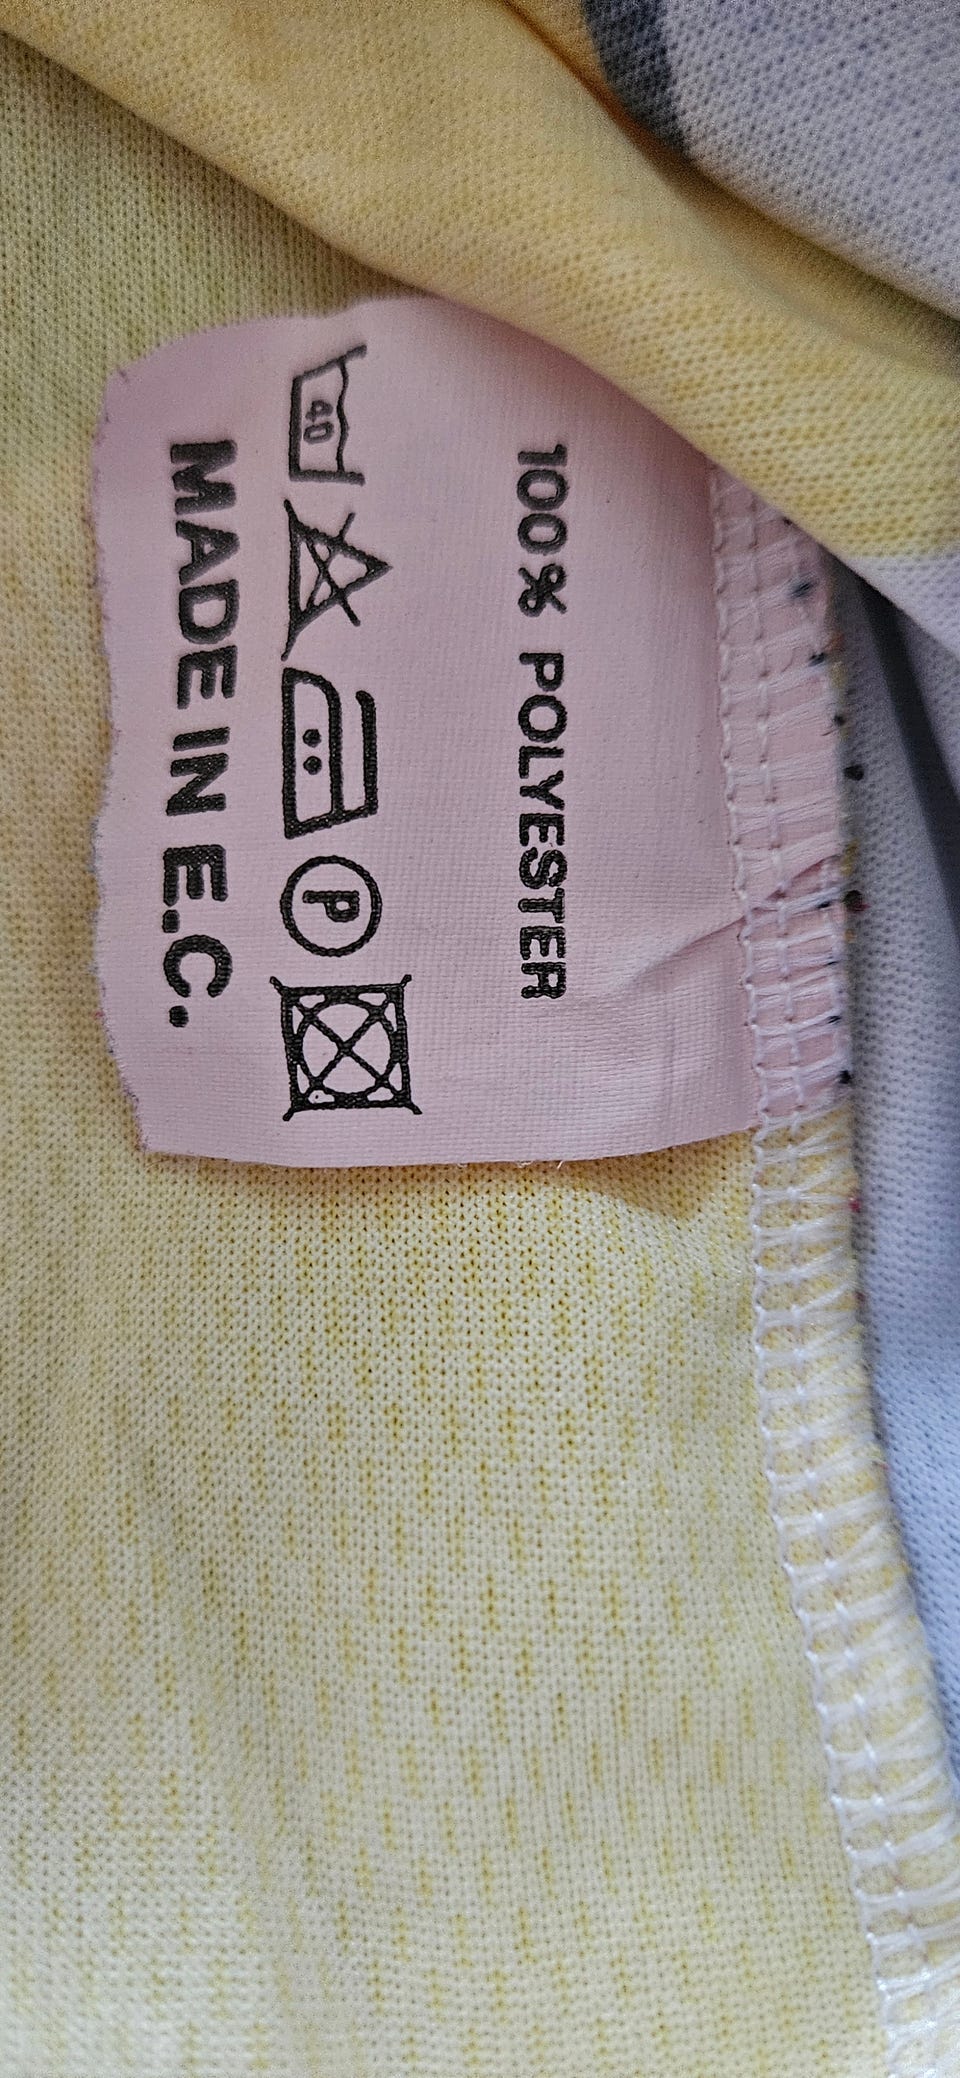 100% POLYESTER
40 P
MADE IN E.C.